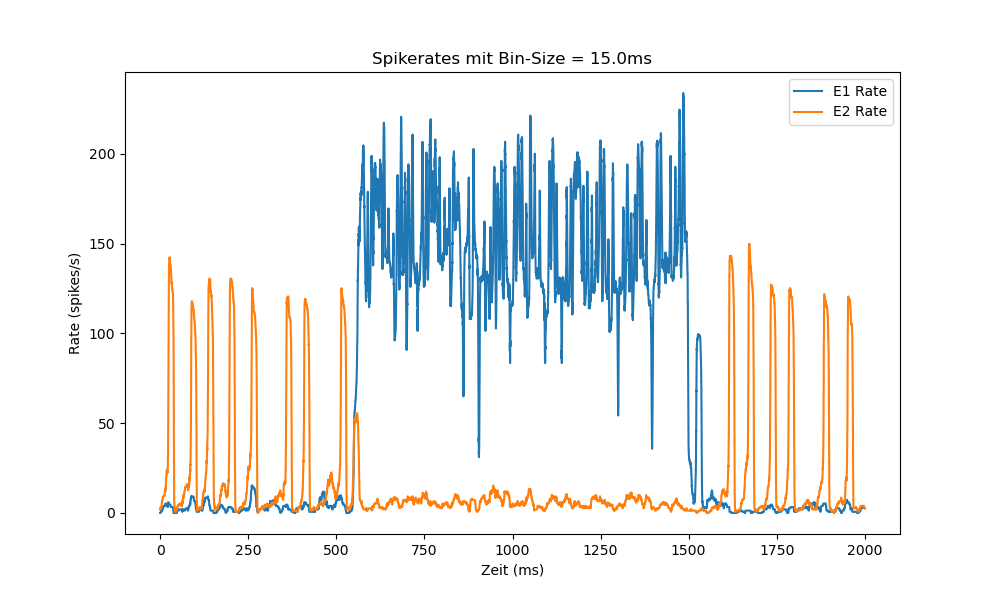 Spikerates mit Bin-Size = 15.0ms
E1 Rate
E2 Rate
Rate (spikes/s)
200
150
100
50
0
0 250 500 750 1000 1250 1500 1750 2000
Zeit (ms)